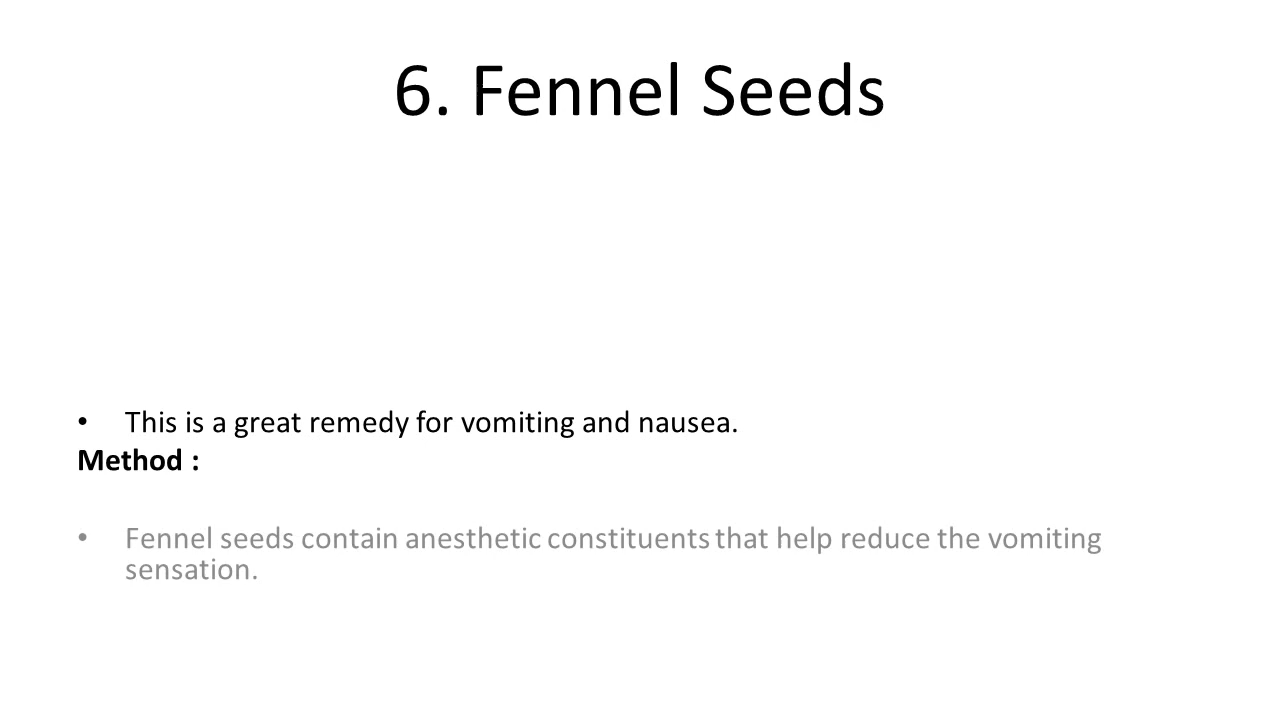 6. Fennel Seeds
• This is a great remedy for vomiting and nausea.
Method :
• Fennel seeds contain anesthetic constituents that help reduce the vomiting
sensation.